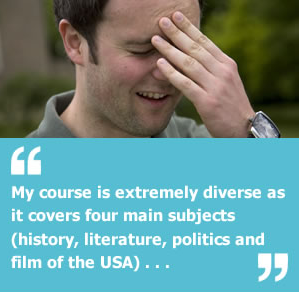 “
My course is extremely diverse as
it covers four main subjects
(history, literature, politics and
film of the USA) . . .
”